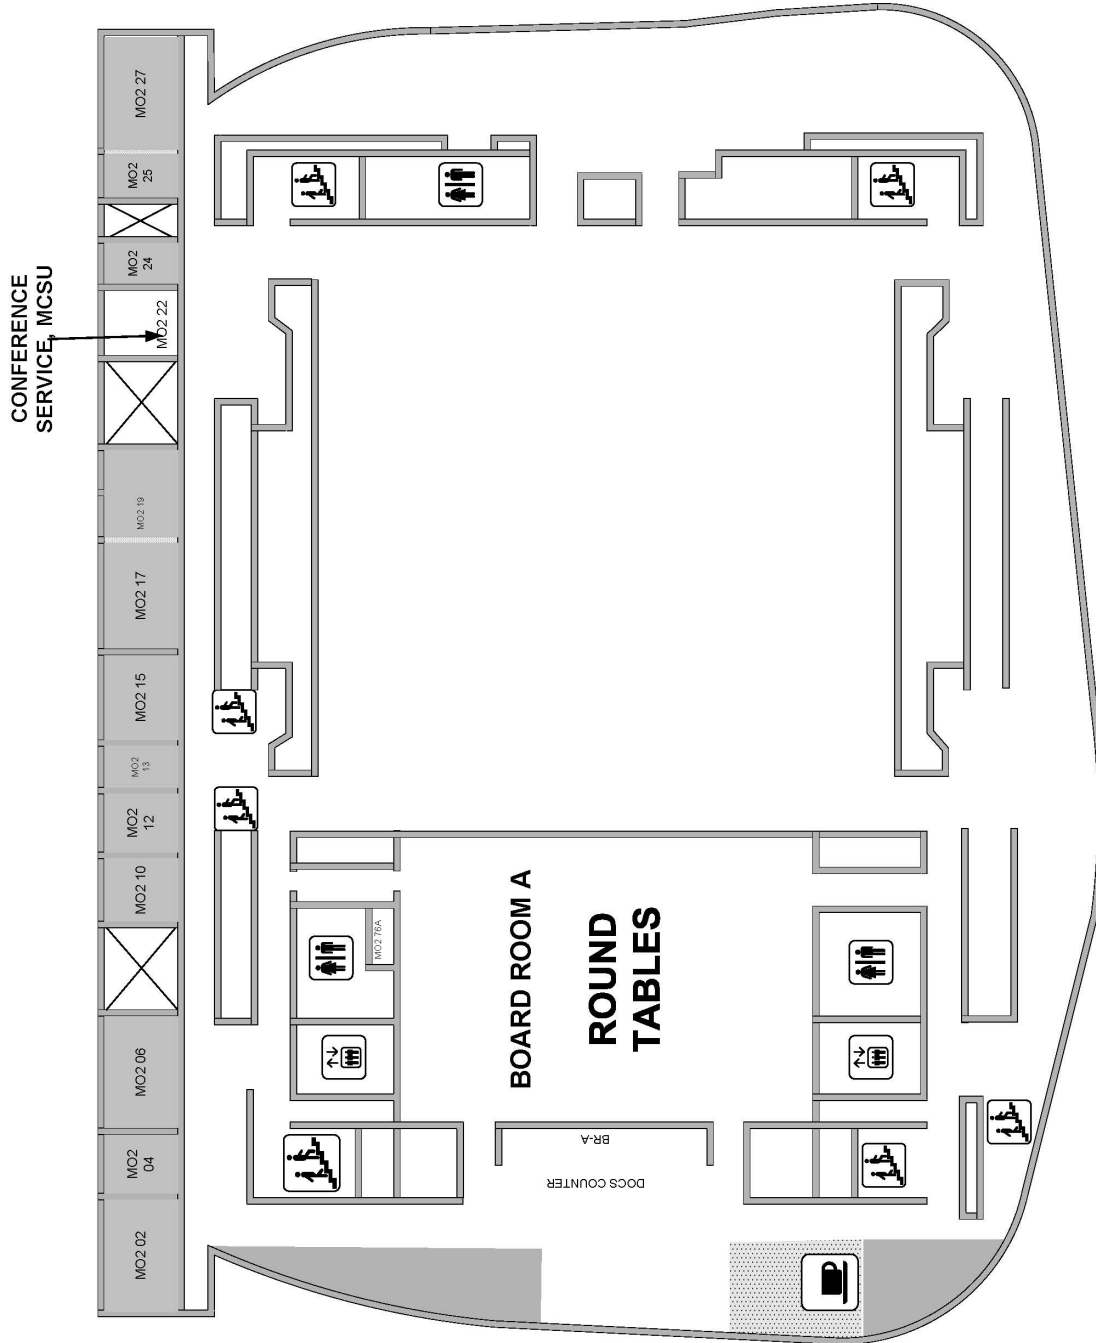 CONFERENCE
SERVICE, MCSU
MO2 27
MO2
25
MO2
24
MO2 22
MO2 19
MO2 17
MO2 15
MO2
13
MO2
12
MO2 10
MO2 06
MO2
04
MO2 02
MO2 76A
BOARD ROOM A
ROUND
TABLES
BR-A
DOCS COUNTER